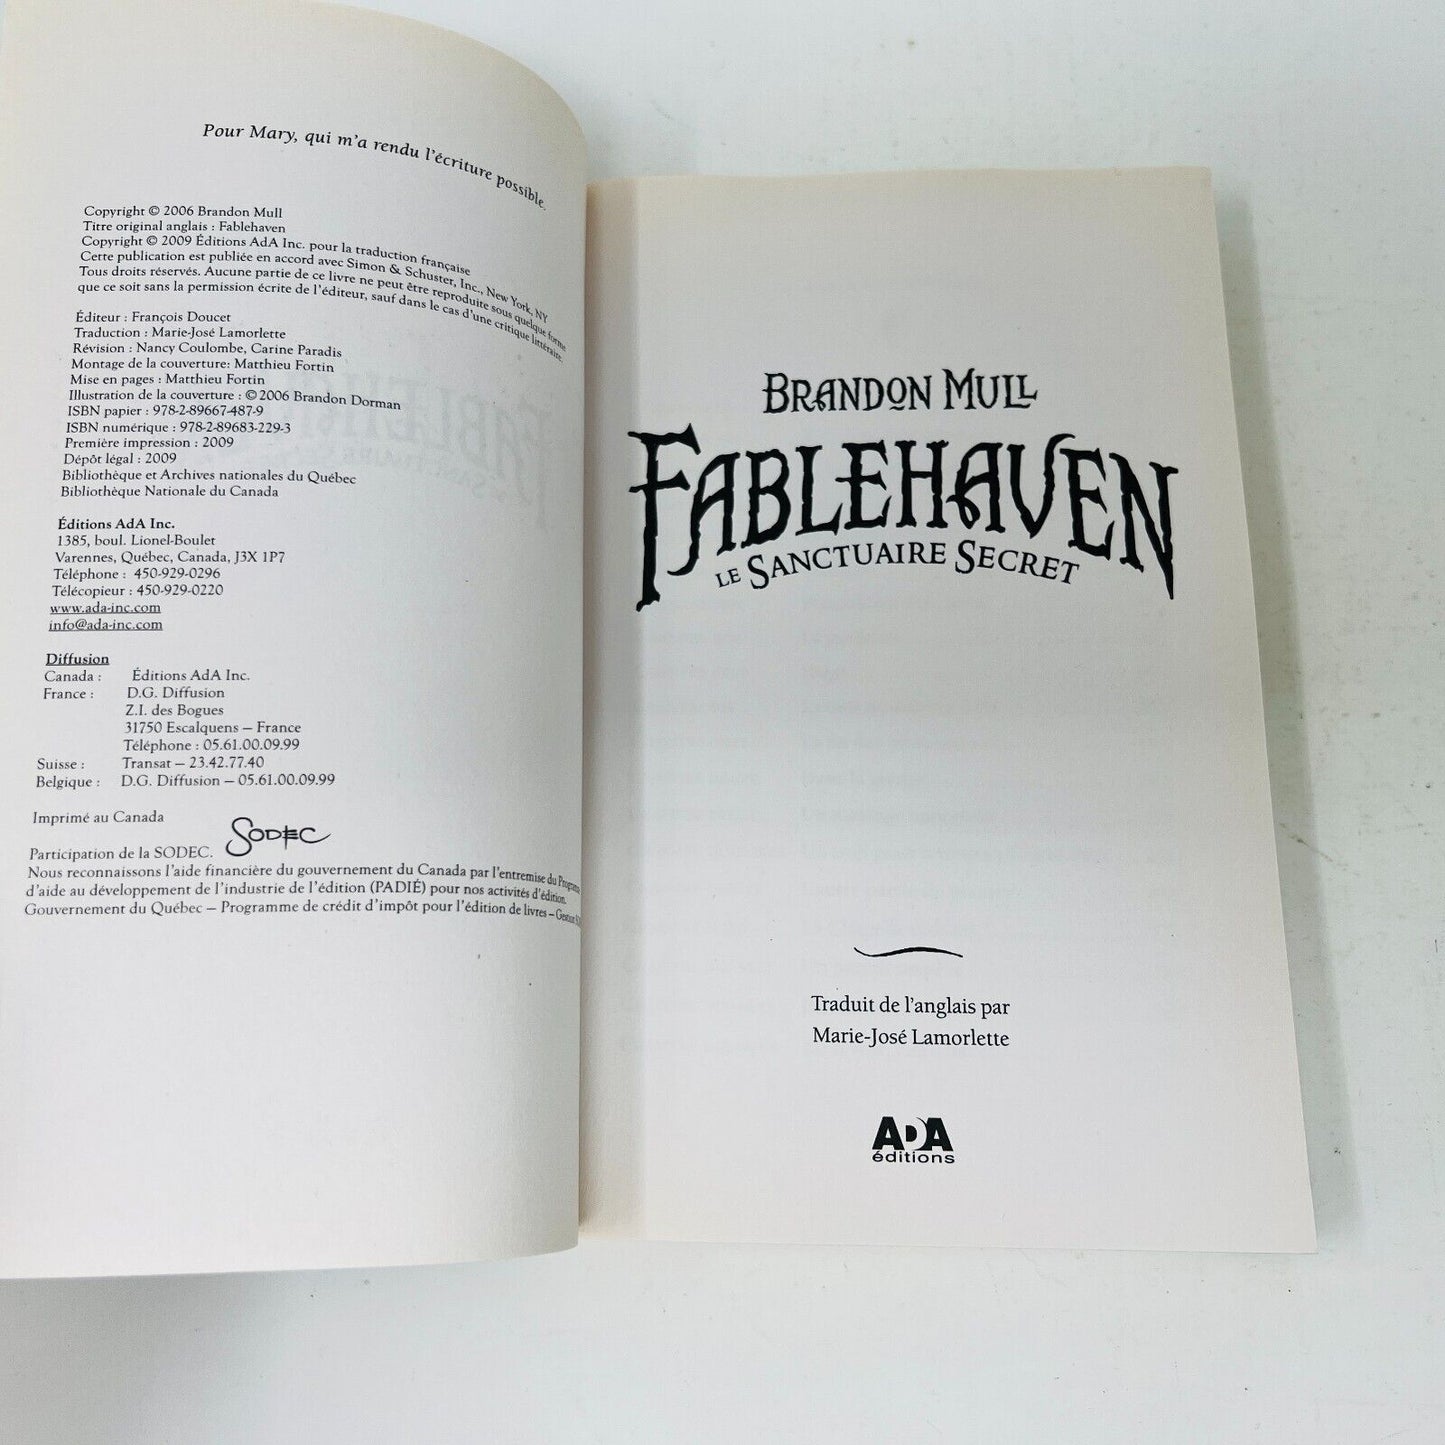 Pour Mary, qui m'a rendu l'écriture possible.
Copyright © 2006 Brandon Mull
Titre original anglais : Fablehaven
Copyright © 2009 Éditions AdA Inc. pour la traduction française
Cette publication est publiée en accord avec Simon & Schuster, Inc., New York, NY
Tous droits réservés. Aucune partie de ce livre ne peut être reproduite sous quelque forme
que ce soit sans la permission écrite de l'éditeur, sauf dans le cas d'une critique littéraire.
Éditeur : François Doucet
Traduction : Marie-José Lamorlette
Révision : Nancy Coulombe, Carine Paradis
Montage de la couverture: Matthieu Fortin
Mise en pages : Matthieu Fortin
Illustration de la couverture : © 2006 Brandon Dorman
ISBN papier : 978-2-89667-487-9
ISBN numérique : 978-2-89683-229-3
Première impression : 2009
Dépôt légal : 2009
Bibliothèque et Archives nationales du Québec
Bibliothèque Nationale du Canada
Éditions AdA Inc.
1385, boul. Lionel-Boulet
Varennes, Québec, Canada, J3X 1P7
Téléphone : 450-929-0296
Télécopieur : 450-929-0220
www.ada-inc.com
info@ada-inc.com
Diffusion
Canada : Éditions AdA Inc.
France : D.G. Diffusion
Z.I. des Bogues
31750 Escalquens – France
Téléphone : 05.61.00.09.99
Suisse : Transat – 23.42.77.40
Belgique : D.G. Diffusion – 05.61.00.09.99
Imprimé au Canada
SODEC
Participation de la SODEC.
Nous reconnaissons l'aide financière du gouvernement du Canada par l'entremise du
d'aide au développement de l'industrie de l'édition (PADIÉ) pour nos activités d'édition.
Gouvernement du Québec – Programme de crédit d'impôt pour l'édition de livres –
BRANDON MULL
FABLEHAVEN
LE SANCTUAIRE SECRET
Traduit de l'anglais par
Marie-José Lamorlette
ADA
éditions